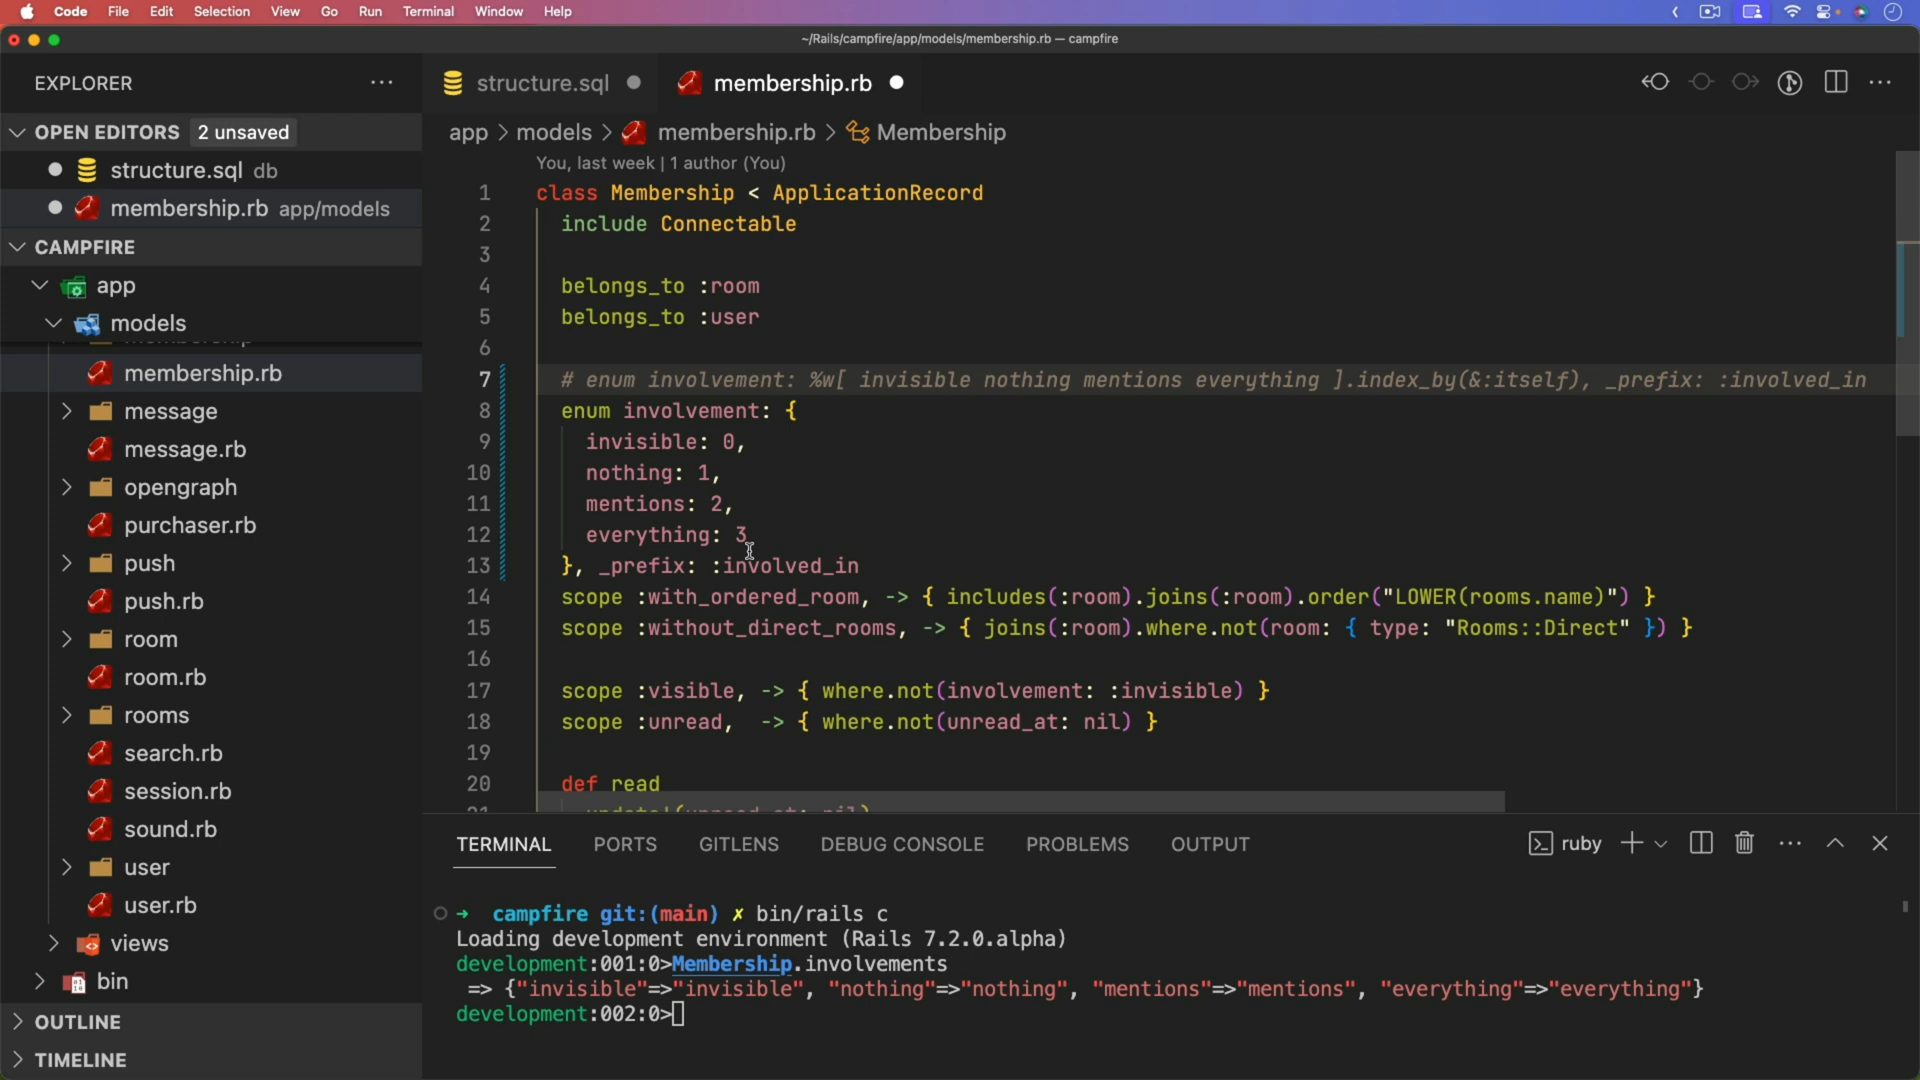 Code File Edit Selection View Go Run Terminal Window Help
~/Rails/campfire/app/models/membership.rb — campfire
EXPLORER
OPEN EDITORS 2 unsaved
structure.sql db
membership.rb app/models
CAMPFIRE
app
models
membership.rb
message
message.rb
opengraph
purchaser.rb
push
push.rb
room
room.rb
rooms
search.rb
session.rb
sound.rb
user
user.rb
views
bin
OUTLINE
TIMELINE
structure.sql
membership.rb
app > models > membership.rb > Membership
You, last week | 1 author (You)
1 class Membership < ApplicationRecord
2 include Connectable
3
4 belongs_to :room
5 belongs_to :user
6
7 # enum involvement: %w[ invisible nothing mentions everything ].index_by(&:itself), _prefix: :involved_in
8 enum involvement: {
9 invisible: 0,
10 nothing: 1,
11 mentions: 2,
12 everything: 3
13 }, _prefix: :involved_in
14 scope :with_ordered_room, -> { includes(:room).joins(:room).order("LOWER(rooms.name)") }
15 scope :without_direct_rooms, -> { joins(:room).where.not(room: { type: "Rooms::Direct" }) }
16
17 scope :visible, -> { where.not(involvement: :invisible) }
18 scope :unread, -> { where.not(unread_at: nil) }
19
20 def read
TERMINAL PORTS GITLENS DEBUG CONSOLE PROBLEMS OUTPUT ruby
➜ campfire git:(main) ✗ bin/rails c
Loading development environment (Rails 7.2.0.alpha)
development:001:0>Membership.involvements
=> {"invisible"=>"invisible", "nothing"=>"nothing", "mentions"=>"mentions", "everything"=>"everything"}
development:002:0>